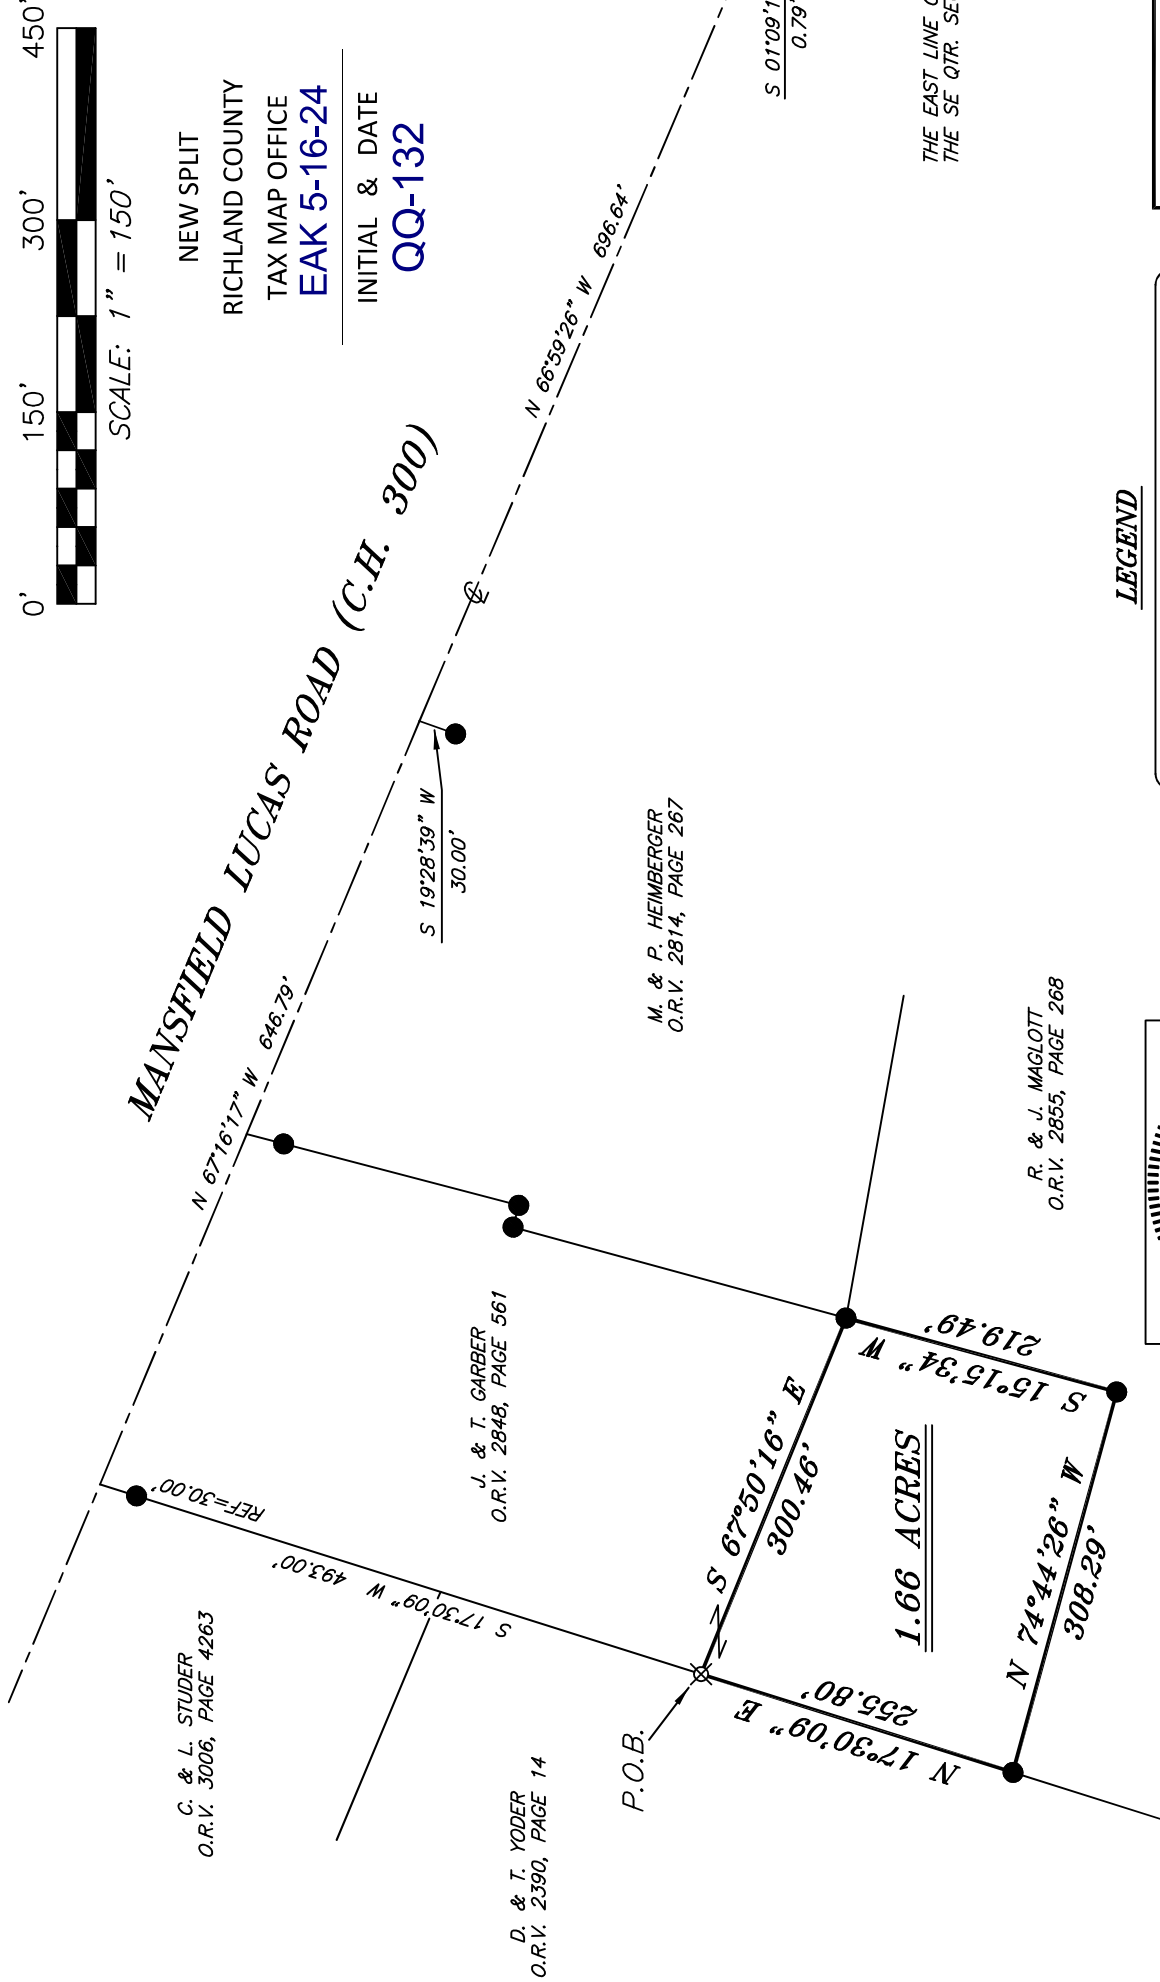 0' 150' 300' 450'
SCALE: 1" = 150'
NEW SPLIT
RICHLAND COUNTY
TAX MAP OFFICE
EAK 5-16-24
INITIAL & DATE
QQ-132
MANSFIELD LUCAS ROAD (C.H. 300)
N 67°16'17" W 646.79'
N 66°59'26" W 696.64'
S 01°09'1
0.79'
THE EAST LINE
THE SE QTR. SE
S 19°28'39" W
30.00'
C. & L. STUDER
O.R.V. 3006, PAGE 4263
REF=30.00'
S 17°30'09" W 493.00'
J. & T. GARBER
O.R.V. 2848, PAGE 561
M. & P. HEIMBERGER
O.R.V. 2814, PAGE 267
D. & T. YODER
O.R.V. 2390, PAGE 14
P.O.B.
S 67°50'16" E
300.46'
R. & J. MAGLOTT
O.R.V. 2855, PAGE 268
S 15°15'34" W
219.49'
1.66 ACRES
N 17°30'09" E
255.80'
N 74°44'26" W
308.29'
LEGEND